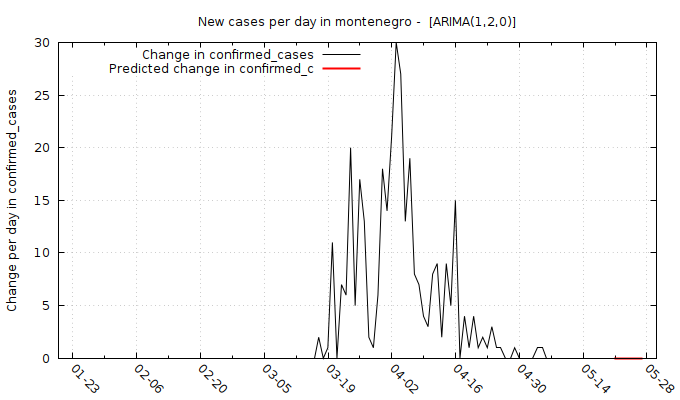 New cases per day in montenegro - [ARIMA(1,2,0)]
Change in confirmed_cases
Predicted change in confirmed_c
Change per day in confirmed_cases
30
25
20
15
10
5
0
01-23 02-06 02-20 03-05 03-19 04-02 04-16 04-30 05-14 05-28